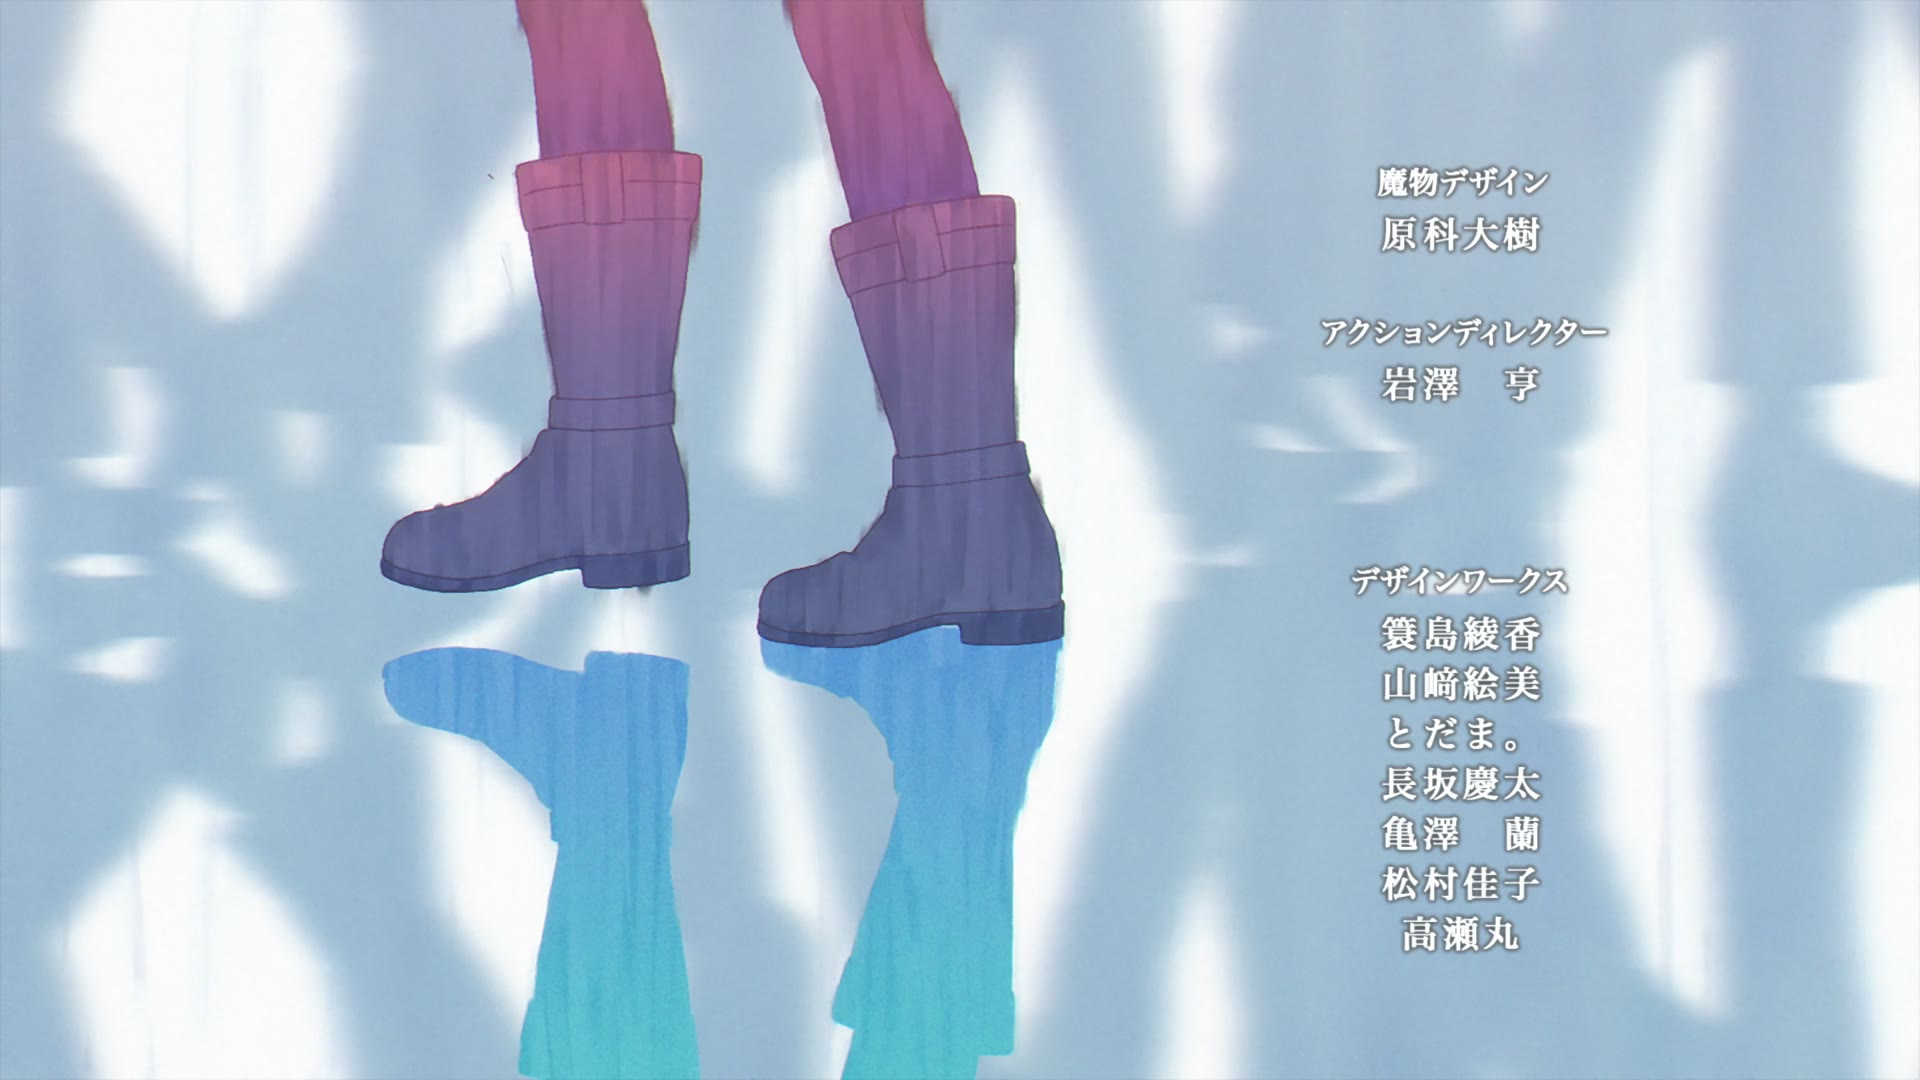 魔物デザイン
原科大樹
アクションディレクター
岩澤　亨
デザインワークス
簑島綾香
山﨑絵美
とだま。
長坂慶太
亀澤　蘭
松村佳子
高瀬丸